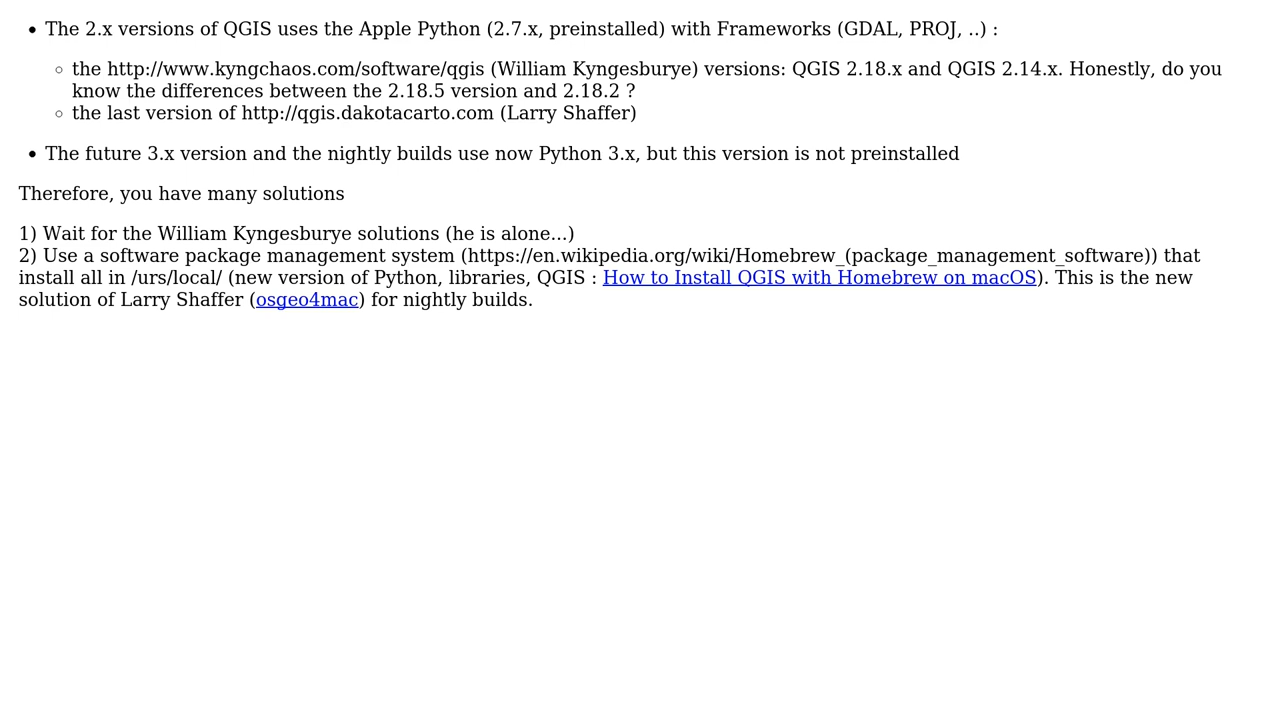 The 2.x versions of QGIS uses the Apple Python (2.7.x, preinstalled) with Frameworks (GDAL, PROJ, ..) :
the http://www.kyngchaos.com/software/qgis (William Kyngesburye) versions: QGIS 2.18.x and QGIS 2.14.x. Honestly, do you
know the differences between the 2.18.5 version and 2.18.2 ?
the last version of http://qgis.dakotacarto.com (Larry Shaffer)
The future 3.x version and the nightly builds use now Python 3.x, but this version is not preinstalled
Therefore, you have many solutions
1) Wait for the William Kyngesburye solutions (he is alone...)
2) Use a software package management system (https://en.wikipedia.org/wiki/Homebrew_(package_management_software)) that
install all in /urs/local/ (new version of Python, libraries, QGIS : How to Install QGIS with Homebrew on macOS). This is the new
solution of Larry Shaffer (osgeo4mac) for nightly builds.